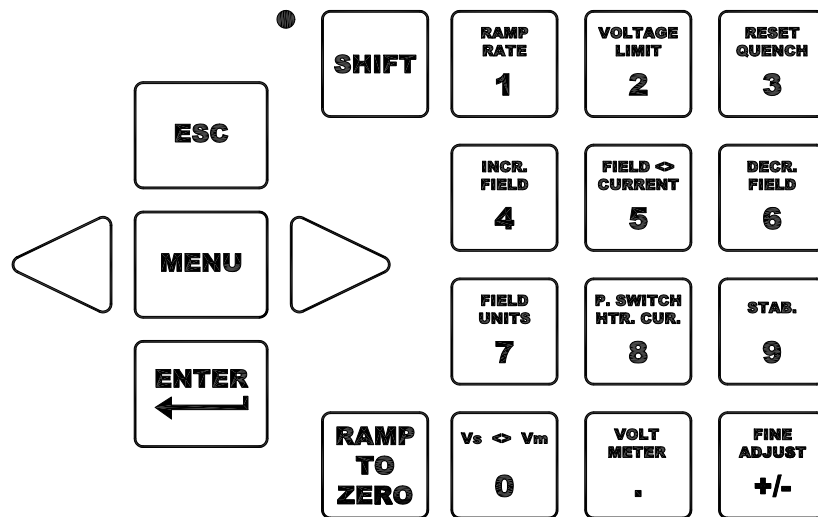 SHIFT
RAMP
RATE
1
VOLTAGE
LIMIT
2
RESET
QUENCH
3
ESC
INCR.
FIELD
4
FIELD <>
CURRENT
5
DECR.
FIELD
6
MENU
FIELD
UNITS
7
P. SWITCH
HTR. CUR.
8
STAB.
9
ENTER
RAMP
TO
ZERO
Vs <> Vm
0
VOLT
METER
.
FINE
ADJUST
+/-